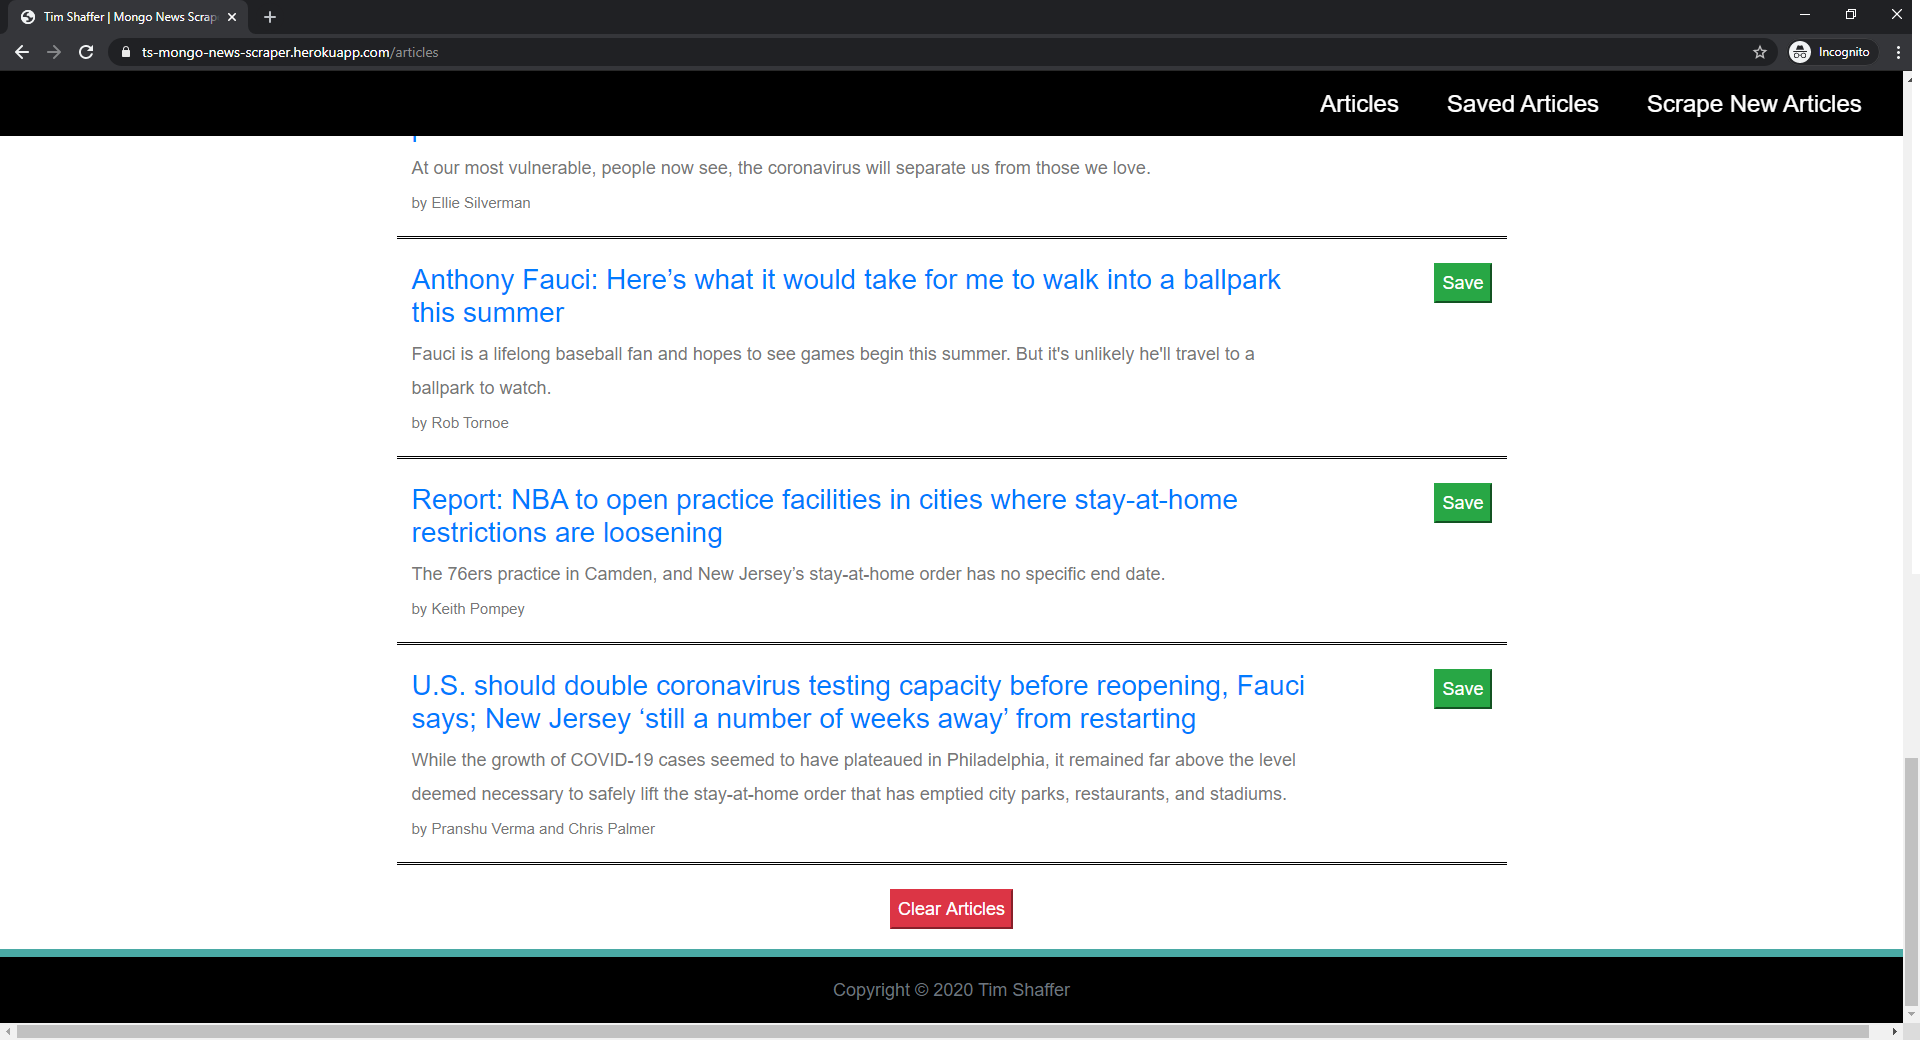 Tim Shaffer | Mongo News Scrap
ts-mongo-news-scraper.herokuapp.com/articles
Incognito
Articles Saved Articles Scrape New Articles
At our most vulnerable, people now see, the coronavirus will separate us from those we love.
by Ellie Silverman
Anthony Fauci: Here’s what it would take for me to walk into a ballpark
this summer
Save
Fauci is a lifelong baseball fan and hopes to see games begin this summer. But it's unlikely he'll travel to a
ballpark to watch.
by Rob Tornoe
Report: NBA to open practice facilities in cities where stay-at-home
restrictions are loosening
Save
The 76ers practice in Camden, and New Jersey’s stay-at-home order has no specific end date.
by Keith Pompey
U.S. should double coronavirus testing capacity before reopening, Fauci
says; New Jersey ‘still a number of weeks away’ from restarting
Save
While the growth of COVID-19 cases seemed to have plateaued in Philadelphia, it remained far above the level
deemed necessary to safely lift the stay-at-home order that has emptied city parks, restaurants, and stadiums.
by Pranshu Verma and Chris Palmer
Clear Articles
Copyright © 2020 Tim Shaffer